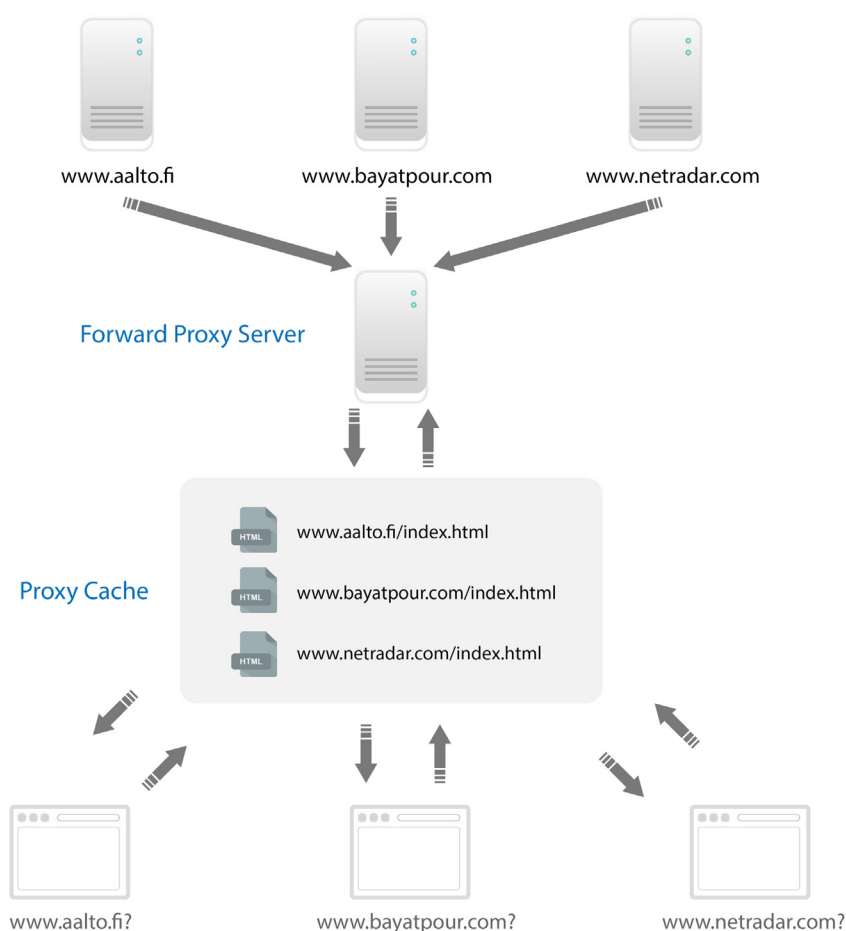 www.aalto.fi
www.bayatpour.com
www.netradar.com
Forward Proxy Server
HTML www.aalto.fi/index.html
Proxy Cache
HTML www.bayatpour.com/index.html
HTML www.netradar.com/index.html
www.aalto.fi?
www.bayatpour.com?
www.netradar.com?